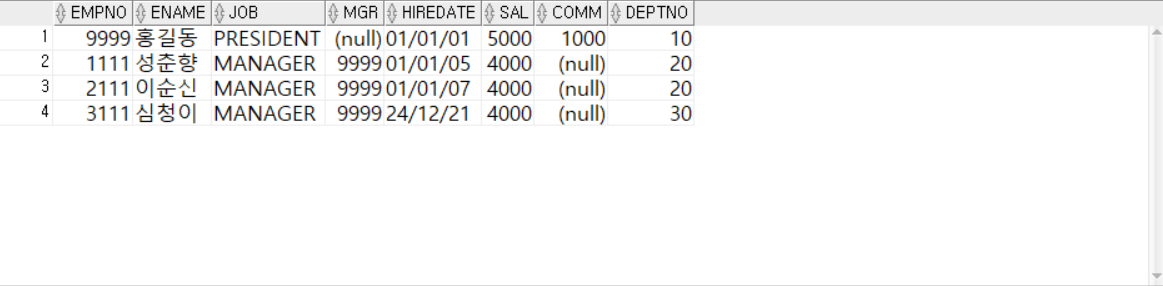 EMPNO ENAME JOB MGR HIREDATE SAL COMM DEPTNO
1 9999 홍길동 PRESIDENT (null) 01/01/01 5000 1000 10
2 1111 성춘향 MANAGER 9999 01/01/05 4000 (null) 20
3 2111 이순신 MANAGER 9999 01/01/07 4000 (null) 20
4 3111 심청이 MANAGER 9999 24/12/21 4000 (null) 30